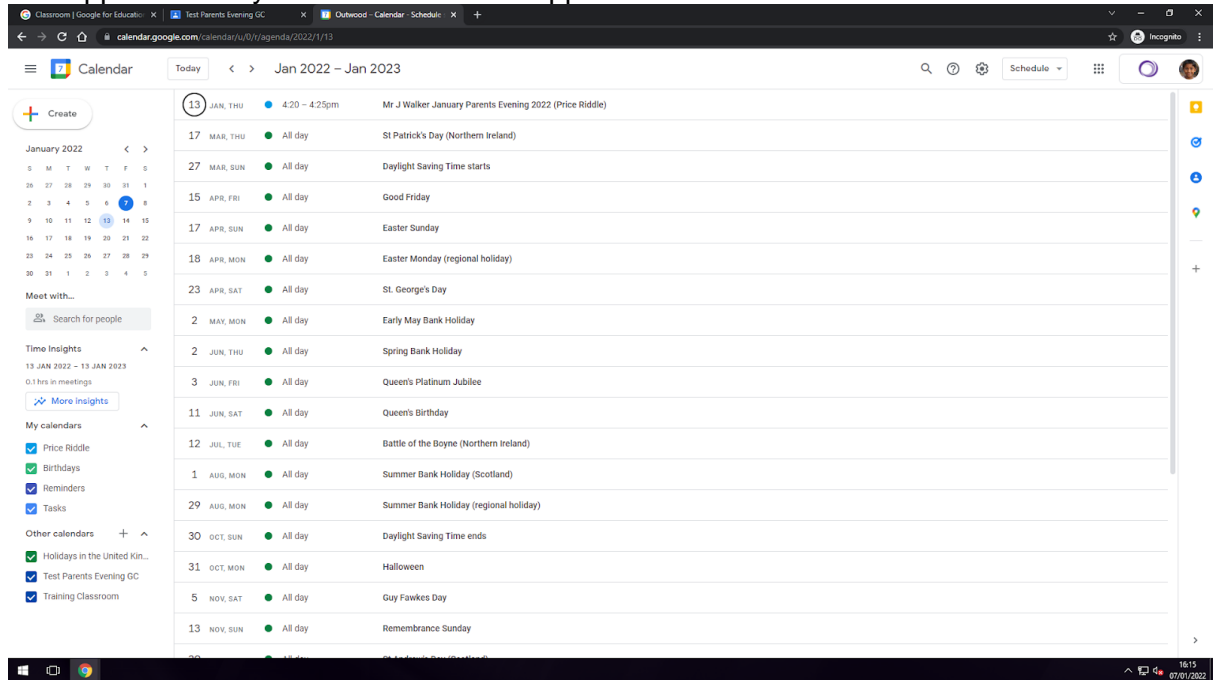 Classroom | Google for Education
Test Parents Evening GC
Outwood – Calendar - Schedule
calendar.google.com/calendar/u/0/r/agenda/2022/1/13
Incognito
Calendar
Today
Jan 2022 – Jan 2023
Schedule
Create
January 2022
S M T W T F S
26 27 28 29 30 31 1
2 3 4 5 6 7 8
9 10 11 12 13 14 15
16 17 18 19 20 21 22
23 24 25 26 27 28 29
30 31 1 2 3 4 5
Meet with...
Search for people
Time Insights
13 JAN 2022 – 13 JAN 2023
0.1 hrs in meetings
More insights
My calendars
Price Riddle
Birthdays
Reminders
Tasks
Other calendars
Holidays in the United Kin...
Test Parents Evening GC
Training Classroom
13 JAN, THU 4:20 – 4:25pm Mr J Walker January Parents Evening 2022 (Price Riddle)
17 MAR, THU All day St Patrick's Day (Northern Ireland)
27 MAR, SUN All day Daylight Saving Time starts
15 APR, FRI All day Good Friday
17 APR, SUN All day Easter Sunday
18 APR, MON All day Easter Monday (regional holiday)
23 APR, SAT All day St. George's Day
2 MAY, MON All day Early May Bank Holiday
2 JUN, THU All day Spring Bank Holiday
3 JUN, FRI All day Queen's Platinum Jubilee
11 JUN, SAT All day Queen's Birthday
12 JUL, TUE All day Battle of the Boyne (Northern Ireland)
1 AUG, MON All day Summer Bank Holiday (Scotland)
29 AUG, MON All day Summer Bank Holiday (regional holiday)
30 OCT, SUN All day Daylight Saving Time ends
31 OCT, MON All day Halloween
5 NOV, SAT All day Guy Fawkes Day
13 NOV, SUN All day Remembrance Sunday
16:15
07/01/2022